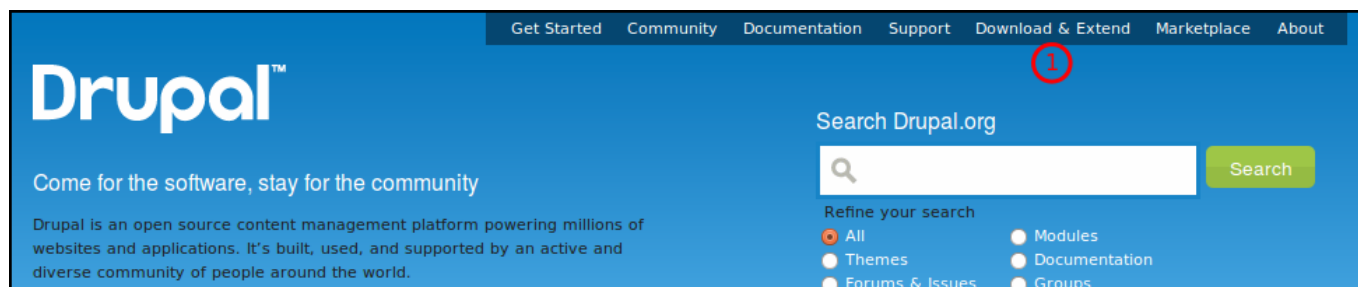 Get Started Community Documentation Support Download & Extend Marketplace About
1
Drupal™
Search Drupal.org
Search
Come for the software, stay for the community
Refine your search
Drupal is an open source content management platform powering millions of
websites and applications. It's built, used, and supported by an active and
diverse community of people around the world.
All
Modules
Themes
Documentation
Forums & Issues
Groups